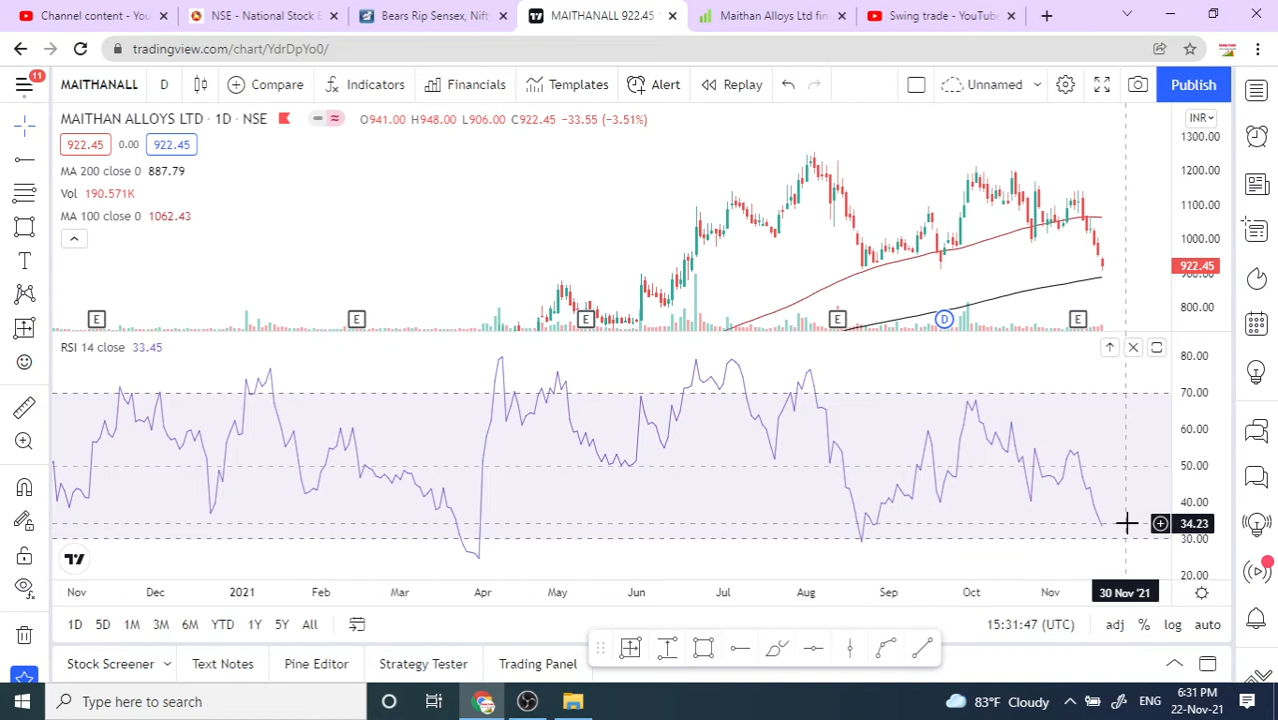 Channel content - You
NSE - National Stock E
Bears Rip Sensex, Nift
MAITHANALL 922.45
Maithan Alloys Ltd fin
Swing trade - YouTube
tradingview.com/chart/YdrDpYo0/
11
MAITHANALL D Compare Indicators Financials Templates Alert Replay Unnamed Publish
MAITHAN ALLOYS LTD · 1D · NSE O941.00 H948.00 L906.00 C922.45 −33.55 (−3.51%)
INR
922.45 0.00 922.45
MA 200 close 0 887.79
Vol 190.571K
MA 100 close 0 1062.43
1300.00
1200.00
1100.00
1000.00
922.45
900.00
800.00
E E E E D E
RSI 14 close 33.45
80.00
70.00
60.00
50.00
40.00
34.23
30.00
20.00
Nov Dec 2021 Feb Mar Apr May Jun Jul Aug Sep Oct Nov 30 Nov '21
1D 5D 1M 3M 6M YTD 1Y 5Y All 15:31:47 (UTC) adj % log auto
Stock Screener Text Notes Pine Editor Strategy Tester Trading Panel
Type here to search
83°F Cloudy
ENG
6:31 PM
22-Nov-21